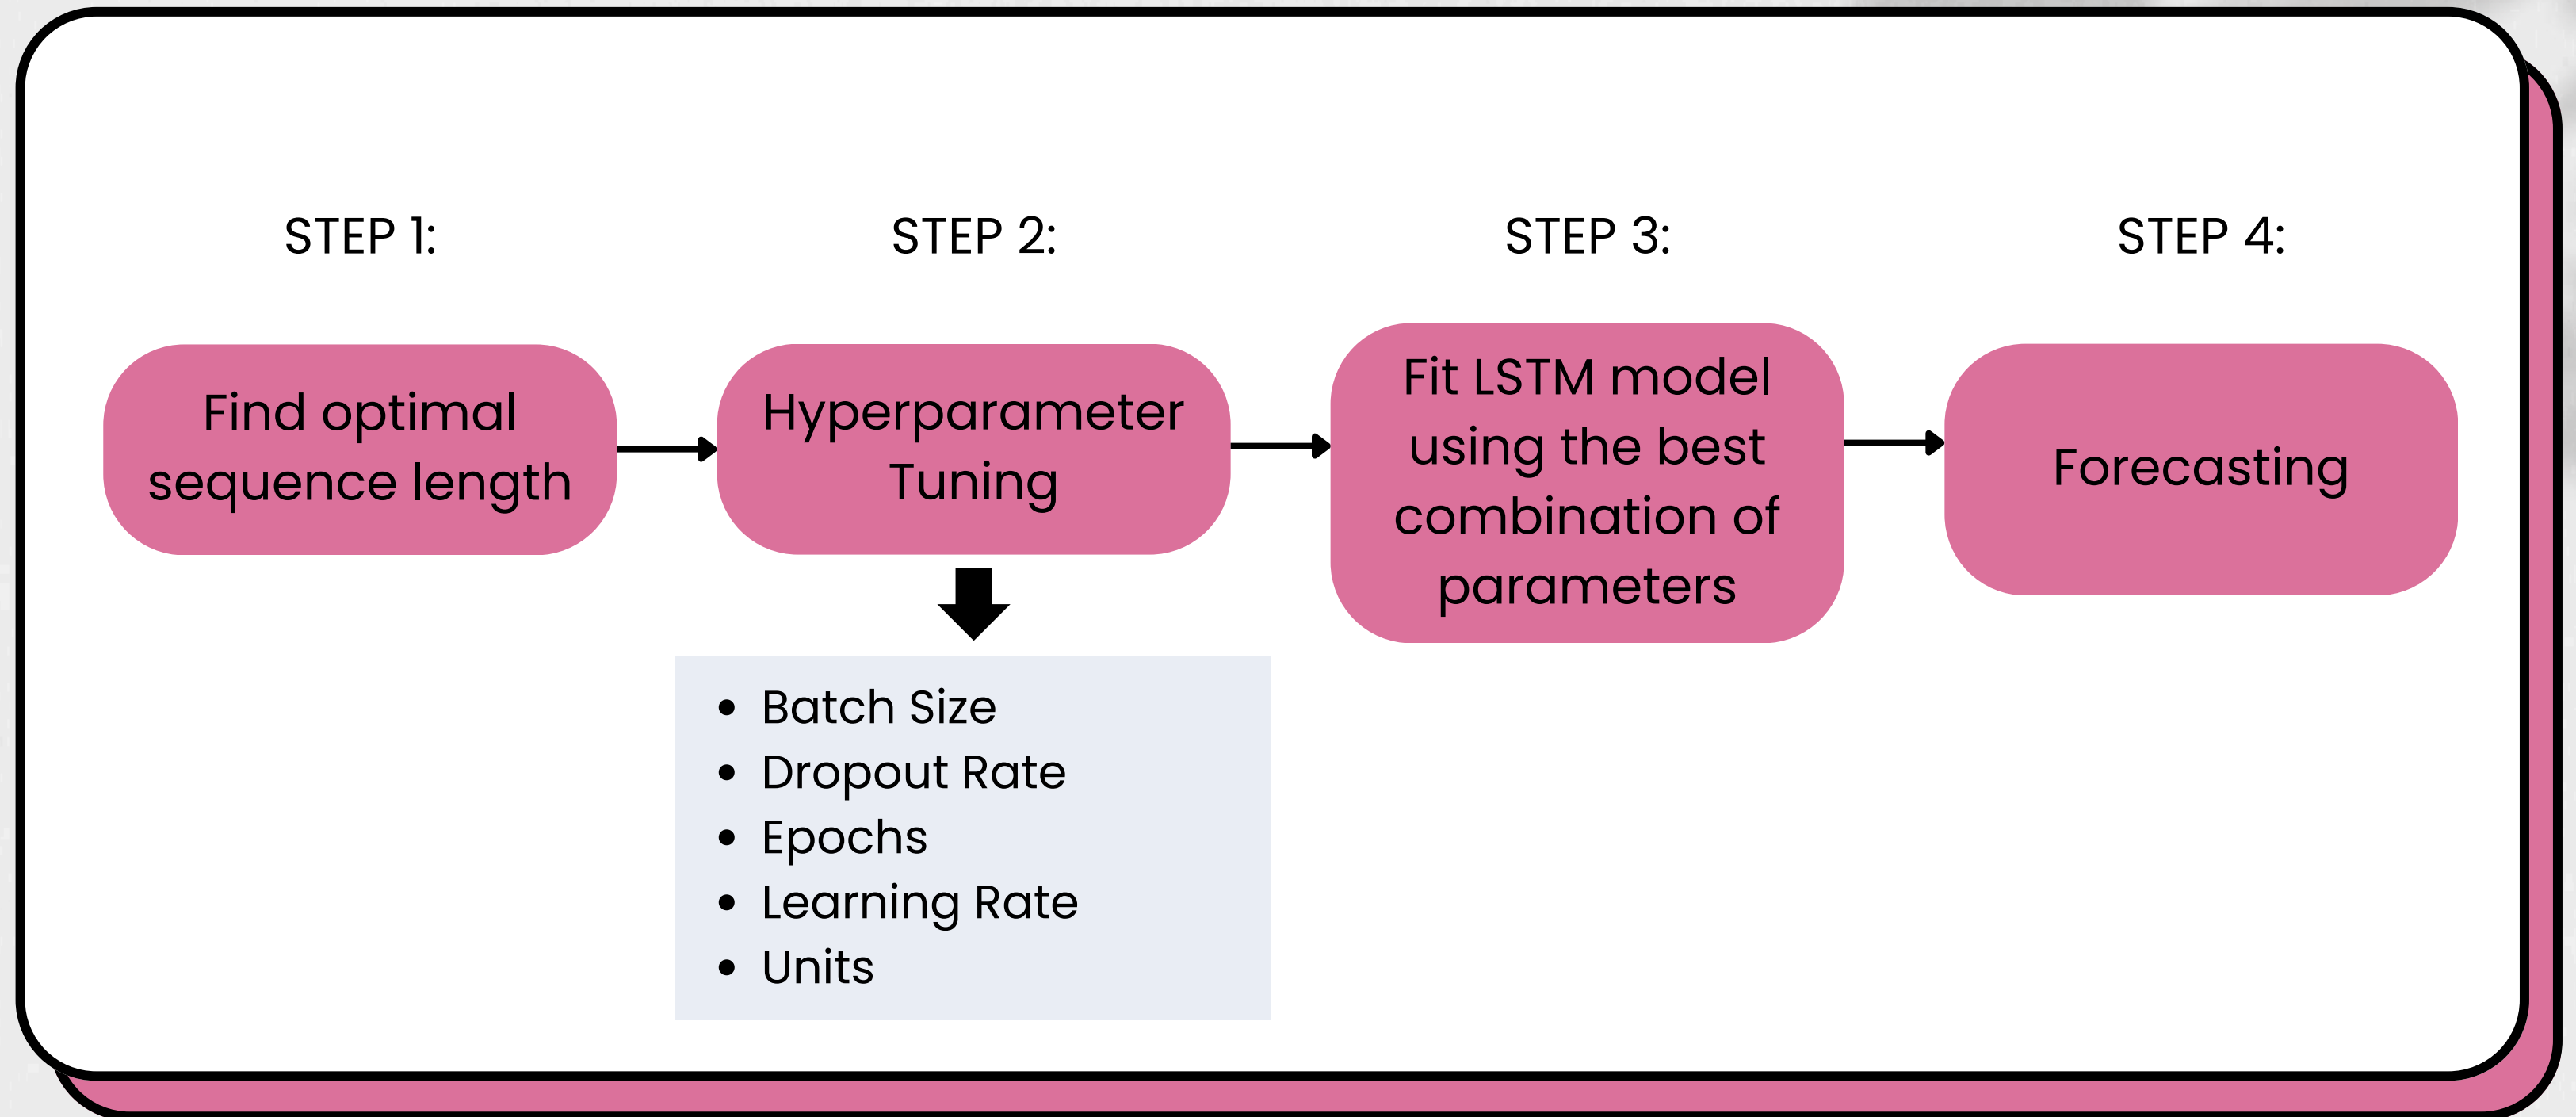 STEP 1:
Find optimal
sequence length
STEP 2:
Hyperparameter
Tuning
• Batch Size
• Dropout Rate
• Epochs
• Learning Rate
• Units
STEP 3:
Fit LSTM model
using the best
combination of
parameters
STEP 4:
Forecasting